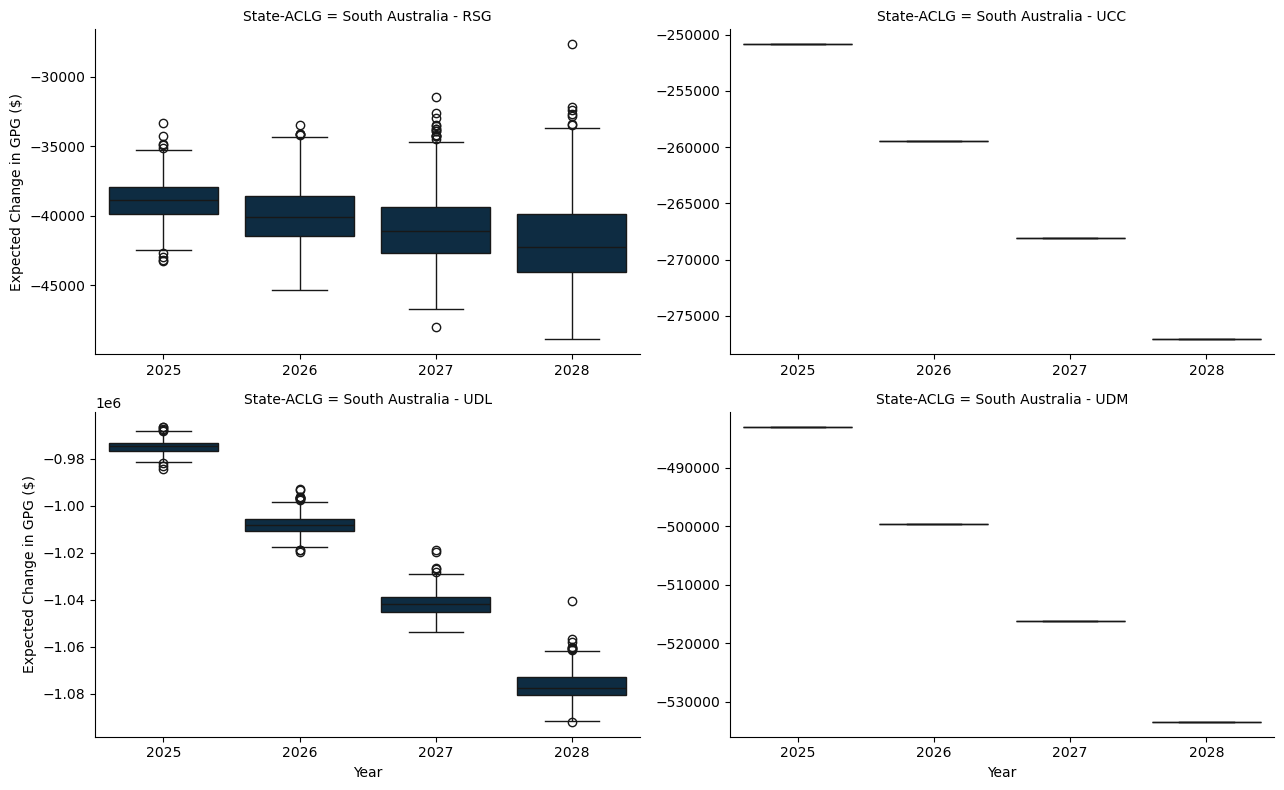 State-ACLG = South Australia - RSG
Expected Change in GPG ($)
−30000
−35000
−40000
−45000
2025 2026 2027 2028
State-ACLG = South Australia - UCC
−250000
−255000
−260000
−265000
−270000
−275000
2025 2026 2027 2028
State-ACLG = South Australia - UDL
1e6
Expected Change in GPG ($)
−0.98
−1.00
−1.02
−1.04
−1.06
−1.08
2025 2026 2027 2028
Year
State-ACLG = South Australia - UDM
−490000
−500000
−510000
−520000
−530000
2025 2026 2027 2028
Year